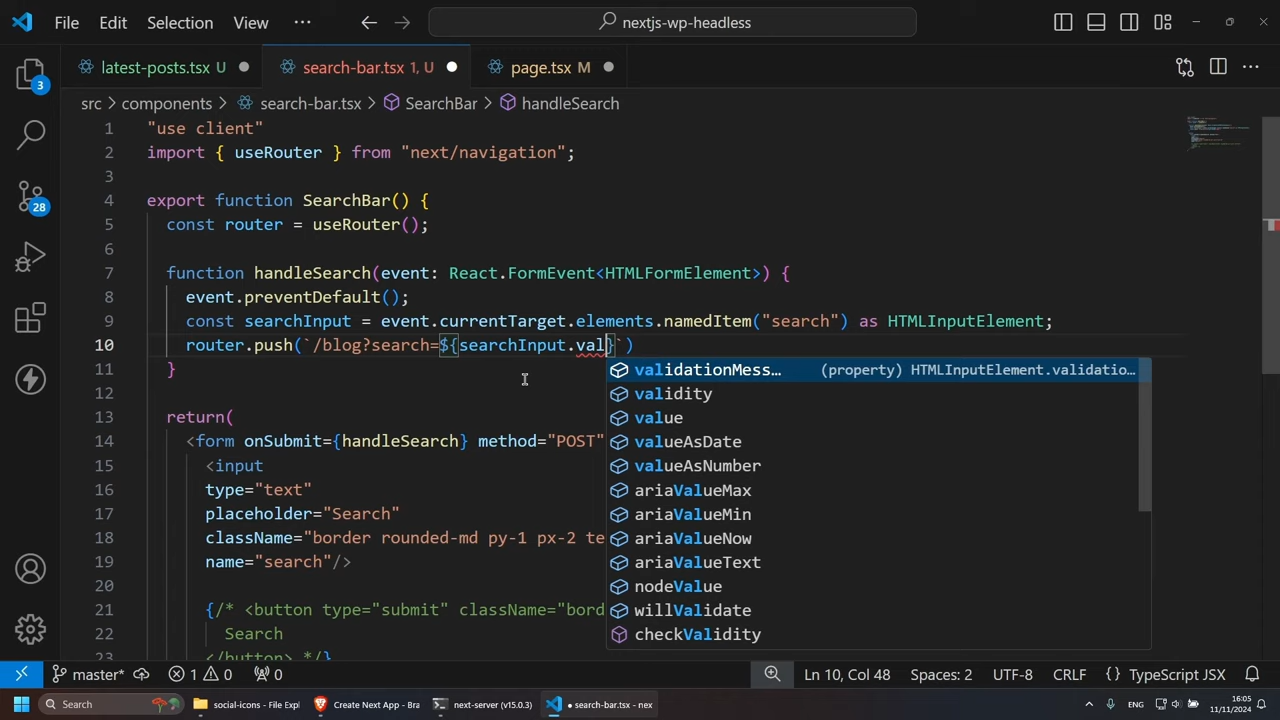 File Edit Selection View nextjs-wp-headless
latest-posts.tsx U search-bar.tsx 1, U page.tsx M
src > components > search-bar.tsx > SearchBar > handleSearch
1 "use client"
2 import { useRouter } from "next/navigation";
3
4 export function SearchBar() {
5 const router = useRouter();
6
7 function handleSearch(event: React.FormEvent<HTMLFormElement>) {
8 event.preventDefault();
9 const searchInput = event.currentTarget.elements.namedItem("search") as HTMLInputElement;
10 router.push(`/blog?search=${searchInput.val}`)
11 }
12
13 return(
14 <form onSubmit={handleSearch} method="POST"
15 <input
16 type="text"
17 placeholder="Search"
18 className="border rounded-md py-1 px-2 te
19 name="search"/>
20
21 {/* <button type="submit" className="bord
22 Search
23 </button> */}
validationMess… (property) HTMLInputElement.validatio…
validity
value
valueAsDate
valueAsNumber
ariaValueMax
ariaValueMin
ariaValueNow
ariaValueText
nodeValue
willValidate
checkValidity
3
28
master* 1 0 0 Ln 10, Col 48 Spaces: 2 UTF-8 CRLF {} TypeScript JSX
Search social-icons - File Expl Create Next App - Bra next-server (v15.0.3) • search-bar.tsx - nex ENG 16:05
11/11/2024